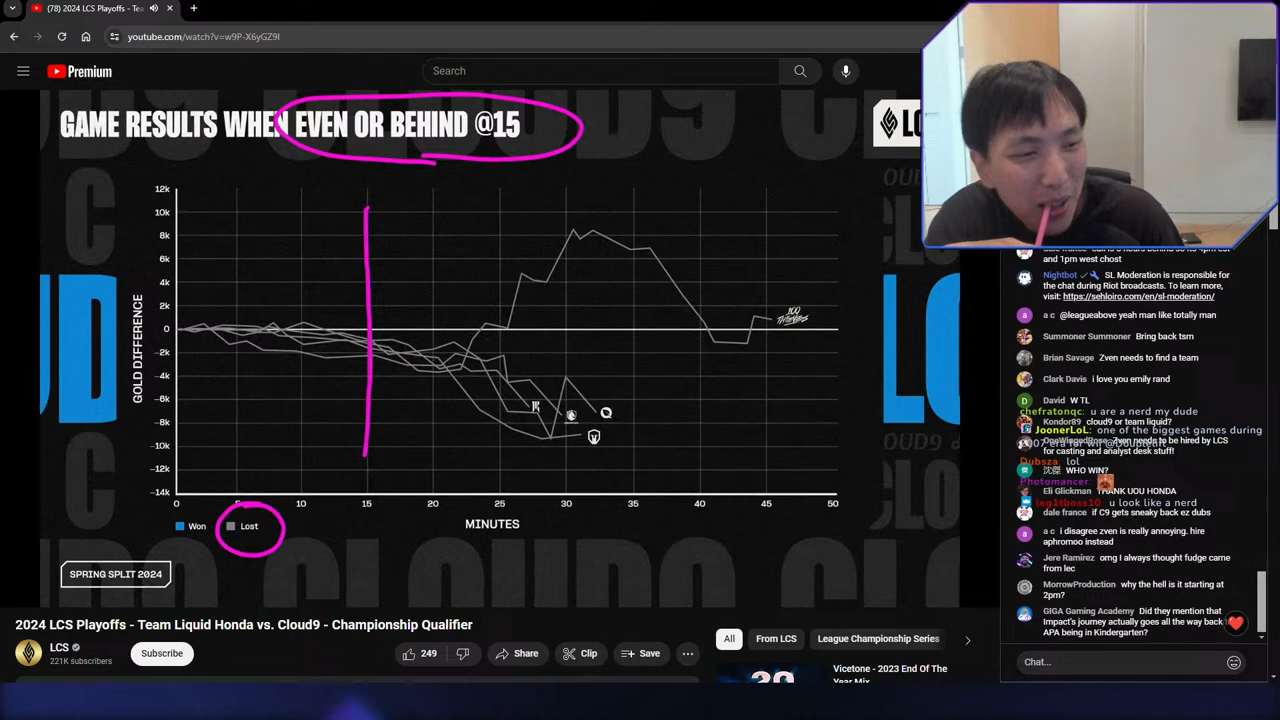 (78) 2024 LCS Playoffs - Team
youtube.com/watch?v=w9P-X6yGZ9I
Premium
Search
GAME RESULTS WHEN EVEN OR BEHIND @15
12k
10k
8k
6k
4k
2k
0
-2k
-4k
-6k
-8k
-10k
-12k
-14k
GOLD DIFFERENCE
0
10
15
20
25
30
35
40
45
50
MINUTES
Won
Lost
SPRING SPLIT 2024
2024 LCS Playoffs - Team Liquid Honda vs. Cloud9 - Championship Qualifier
LCS
221K subscribers
Subscribe
249
Share
Clip
Save
All
From LCS
League Championship Series
Vicetone - 2023 End Of The
Year Mix
and 1pm west chost
Nightbot SL Moderation is responsible for
the chat during Riot broadcasts. To learn more,
visit: https://sehloiro.com/en/sl-moderation/
a c @leagueabove yeah man like totally man
Summoner Summoner Bring back tsm
Brian Savage Zven needs to find a team
Clark Davis i love you emily rand
David W TL
chefratonqc: u are a nerd my dude
Kondor89 cloud9 or team liquid?
JoonerLoL: one of the biggest games during
OneWingedRose Zven needs to be hired by LCS
for casting and analyst desk stuff!
Dubsza: lol
WHO WIN?
Photomancer:
Eli Glickman THANK UOU HONDA
leg1tboss10: u look like a nerd
dale france if C9 gets sneaky back ez dubs
a c i disagree zven is really annoying. hire
aphromoo instead
Jere Ramírez omg I always thought fudge came
from lec
MorrowProduction why the hell is it starting at
2pm?
GIGA Gaming Academy Did they mention that
Impact's journey actually goes all the way back
to APA being in Kindergarten?
Chat...